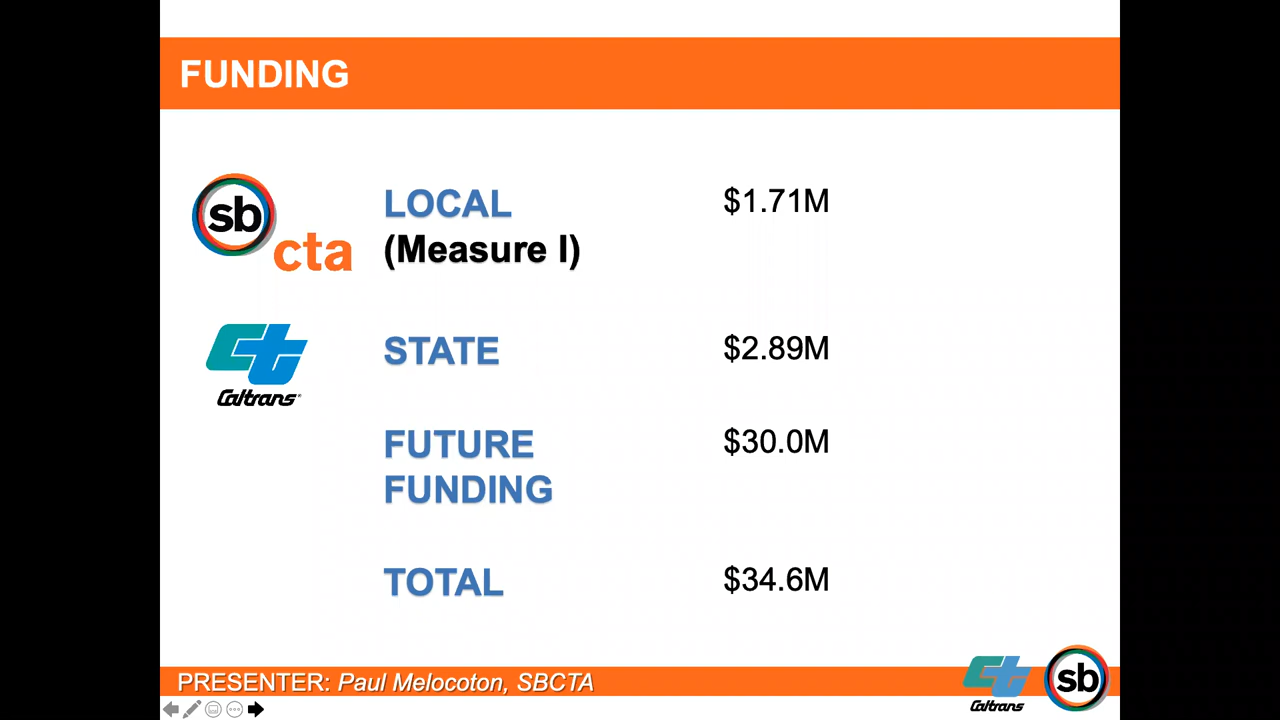 FUNDING
sb
cta
LOCAL
(Measure I)
$1.71M
Caltrans®
STATE
$2.89M
FUTURE
FUNDING
$30.0M
TOTAL
$34.6M
PRESENTER: Paul Melocoton, SBCTA
Caltrans
sb